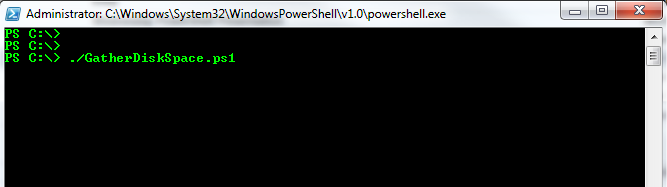 Administrator: C:\Windows\System32\WindowsPowerShell\v1.0\powershell.exe
PS C:\>
PS C:\>
PS C:\> ./GatherDiskSpace.ps1